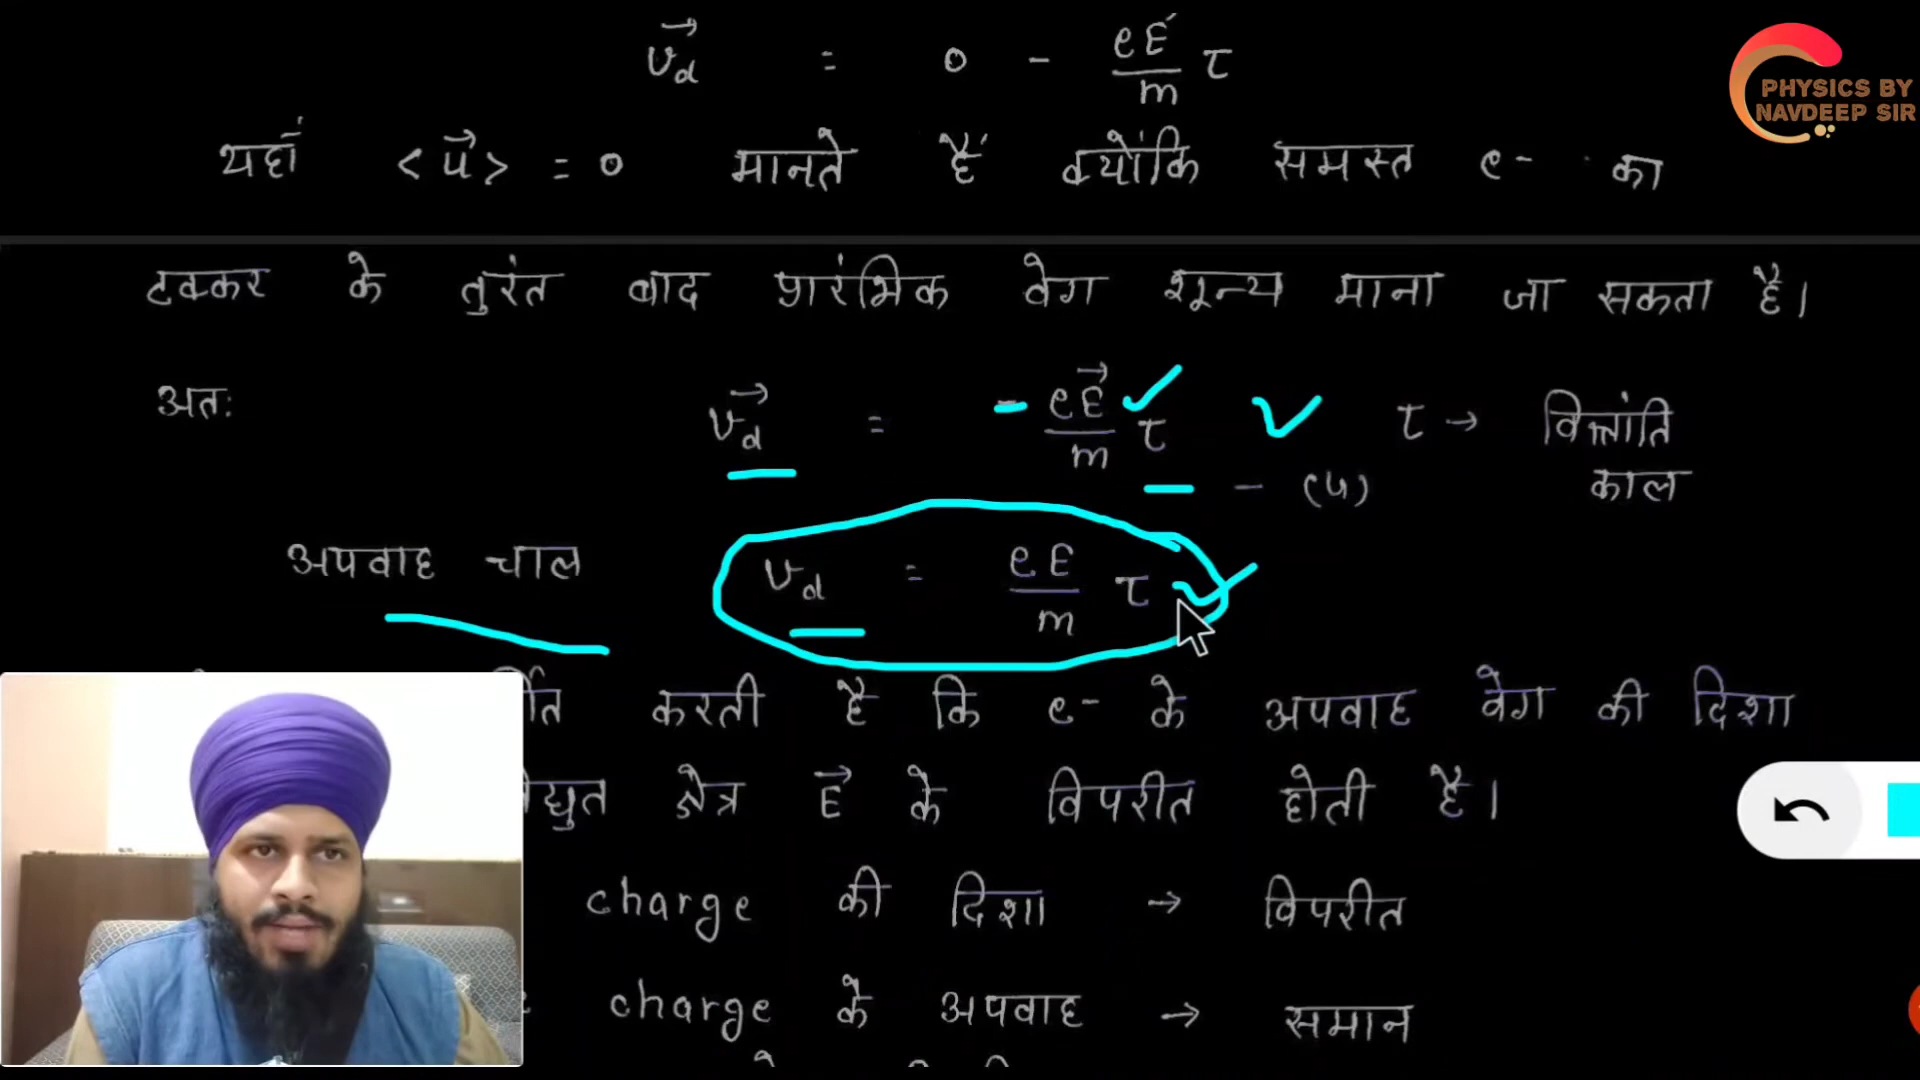 v⃗d = 0 - eE/m τ
PHYSICS BY
NAVDEEP SIR
यहाँ <u⃗> = 0 मानते हैं क्योंकि समस्त e- का
टक्कर के तुरंत बाद प्रारंभिक वेग शून्य माना जा सकता है।
अतः v⃗d = - eE⃗/m τ τ → काल
- (५)
अपवाह चाल vd = eE/m τ
करती है कि e- के अपवाह वेग की दिशा
क्षेत्र E⃗ के विपरीत होती है।
charge की दिशा → विपरीत
charge के अपवाह → समान